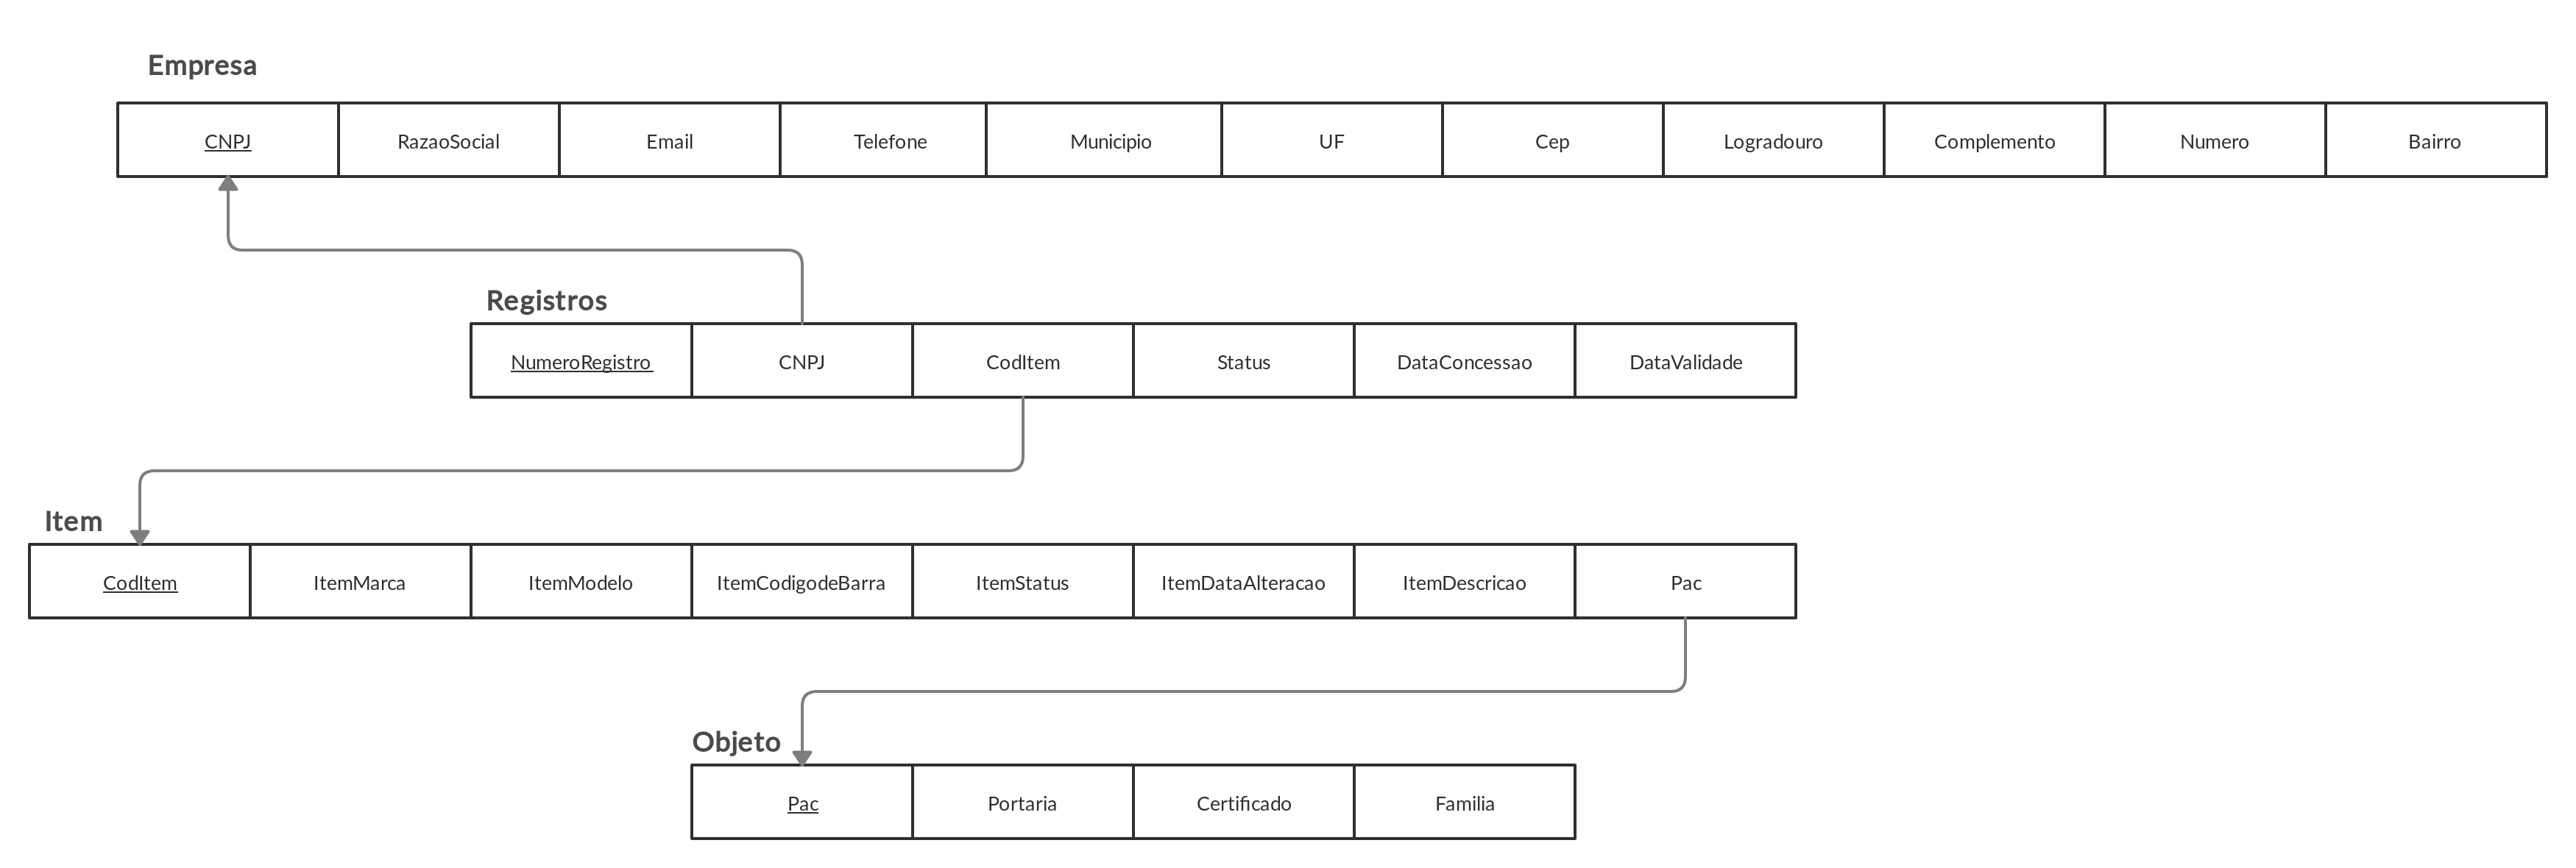 Empresa
CNPJ RazaoSocial Email Telefone Municipio UF Cep Logradouro Complemento Numero Bairro
Registros
NumeroRegistro CNPJ CodItem Status DataConcessao DataValidade
Item
CodItem ItemMarca ItemModelo ItemCodigodeBarra ItemStatus ItemDataAlteracao ItemDescricao Pac
Objeto
Pac Portaria Certificado Familia